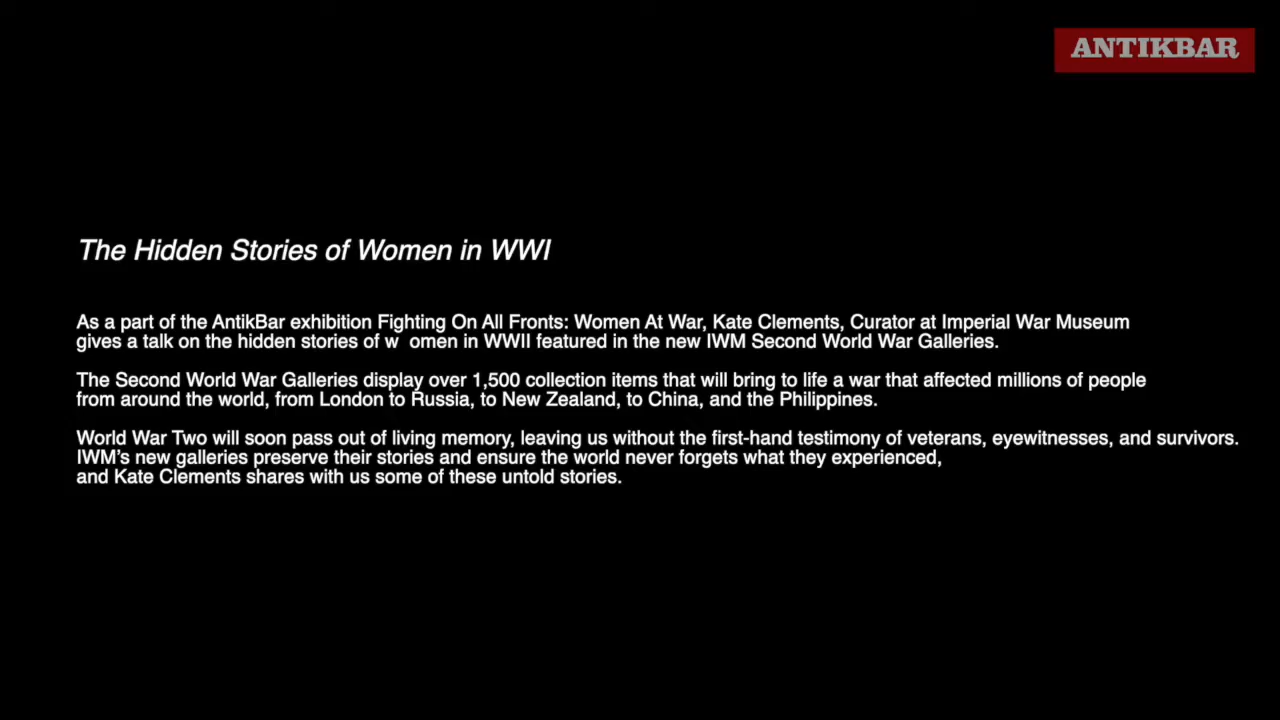 ANTIKBAR
The Hidden Stories of Women in WWI
As a part of the AntikBar exhibition Fighting On All Fronts: Women At War, Kate Clements, Curator at Imperial War Museum
gives a talk on the hidden stories of w omen in WWII featured in the new IWM Second World War Galleries.
The Second World War Galleries display over 1,500 collection items that will bring to life a war that affected millions of people
from around the world, from London to Russia, to New Zealand, to China, and the Philippines.
World War Two will soon pass out of living memory, leaving us without the first-hand testimony of veterans, eyewitnesses, and survivors.
IWM's new galleries preserve their stories and ensure the world never forgets what they experienced,
and Kate Clements shares with us some of these untold stories.